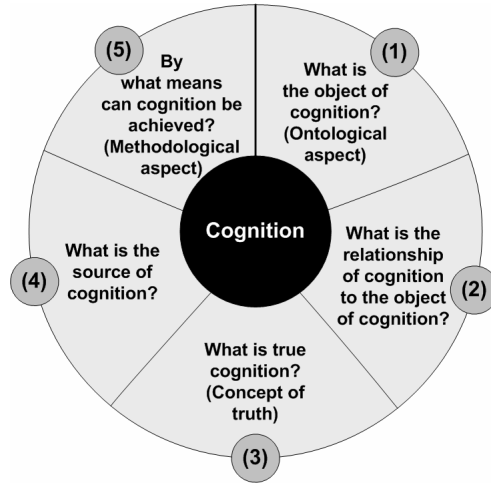 (1)
What is
the object of
cognition?
(Ontological
aspect)
(2)
What is the
relationship
of cognition
to the object
of cognition?
(3)
What is true
cognition?
(Concept of
truth)
(4)
What is the
source of
cognition?
(5)
By
what means
can cognition be
achieved?
(Methodological
aspect)
Cognition